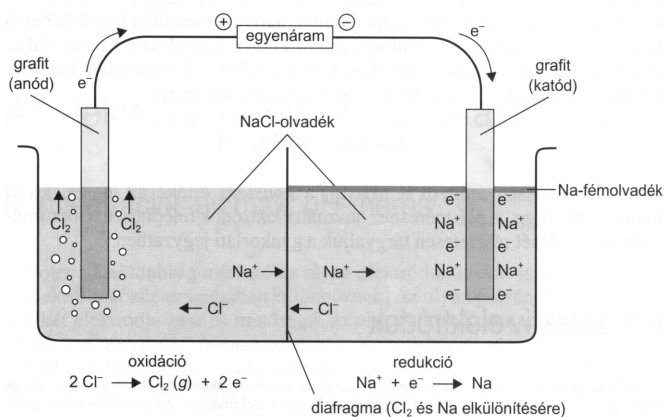 + −
egyenáram
e⁻ e⁻
grafit
(anód)
grafit
(katód)
NaCl-olvadék
Na-fémolvadék
Cl₂ Cl₂
e⁻ e⁻
Na⁺ Na⁺
e⁻ e⁻
Na⁺ Na⁺
e⁻ e⁻
Na⁺ Na⁺
Cl⁻ Cl⁻
oxidáció
2 Cl⁻ ⟶ Cl₂ (g) + 2 e⁻
redukció
Na⁺ + e⁻ ⟶ Na
diafragma (Cl₂ és Na elkülönítésére)